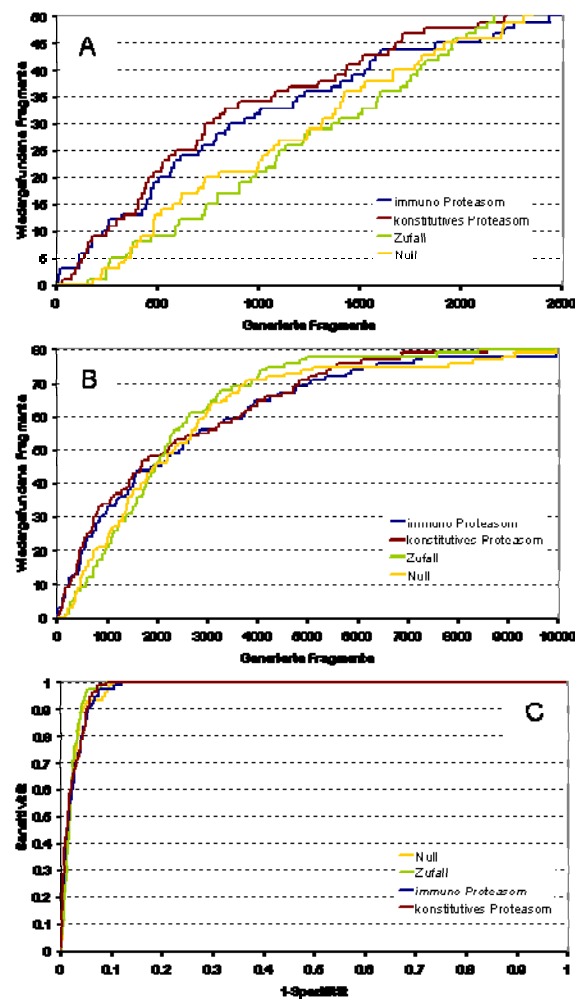 A
Wiedergefundene Fragmente
50
45
40
35
30
25
20
15
10
5
0
immuno Proteasom
konstitutives Proteasom
Zufall
Null
0 500 1000 1500 2000 2500
Generierte Fragmente
B
Wiedergefundene Fragmente
80
70
60
50
40
30
20
10
0
immuno Proteasom
konstitutives Proteasom
Zufall
Null
0 1000 2000 3000 4000 5000 6000 7000 8000 9000 10000
Generierte Fragmente
C
Sensitivität
1
0.9
0.8
0.7
0.6
0.5
0.4
0.3
0.2
0.1
0
Null
Zufall
immuno Proteasom
konstitutives Proteasom
0 0.1 0.2 0.3 0.4 0.5 0.6 0.7 0.8 0.9 1
1-Spezifität